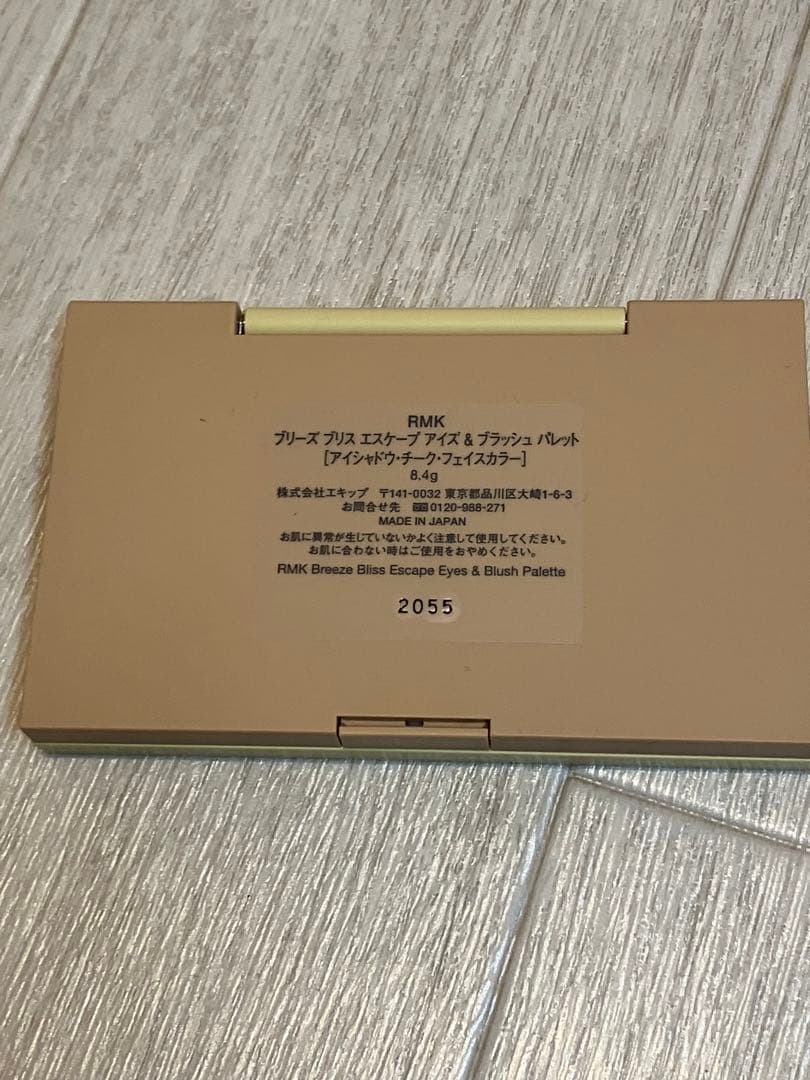 RMK
ブリーズ ブリス エスケープ アイズ & ブラッシュ パレット
[アイシャドウ・チーク・フェイスカラー]
8.4g
株式会社エキップ 〒141-0032 東京都品川区大崎1-6-3
お問合せ先 0120-988-271
MADE IN JAPAN
お肌に異常が生じていないかよく注意して使用してください。
お肌に合わない時はご使用をおやめください。
RMK Breeze Bliss Escape Eyes & Blush Palette
2055